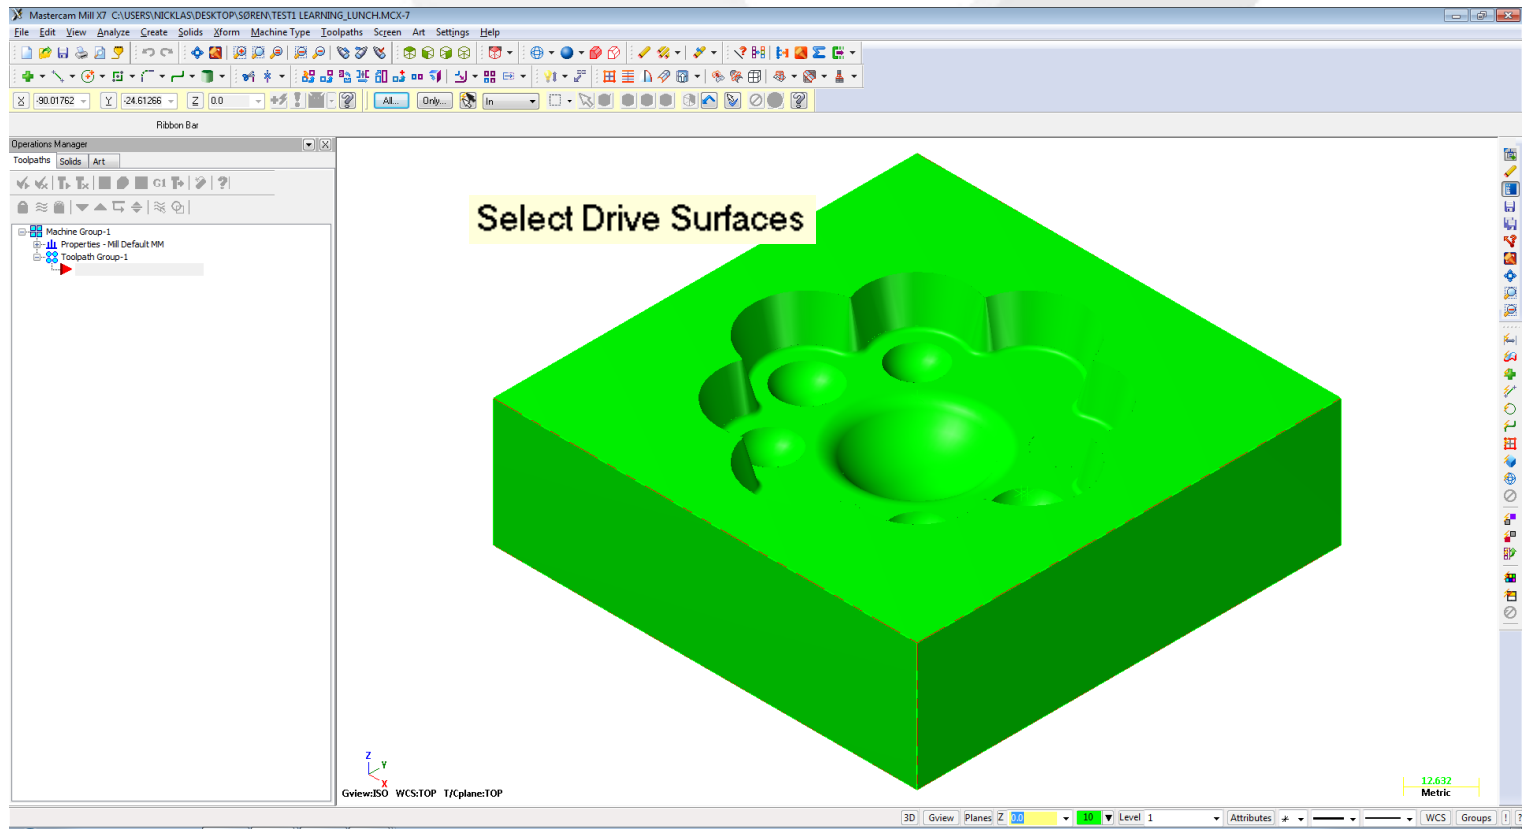 Mastercam Mill X7 C:\USERS\NICKLAS\DESKTOP\SØREN\TEST1 LEARNING_LUNCH.MCX-7
File Edit View Analyze Create Solids Xform Machine Type Toolpaths Screen Art Settings Help
X -90.01762 Y -24.61266 Z 0.0 All... Only... In
Ribbon Bar
Operations Manager
Toolpaths Solids Art
G1
Machine Group-1
Properties - Mill Default MM
Toolpath Group-1
Select Drive Surfaces
Z
Y
X
Gview:ISO WCS:TOP T/Cplane:TOP
12.632
Metric
3D Gview Planes Z 0.0 10 Level 1 Attributes WCS Groups ! ?